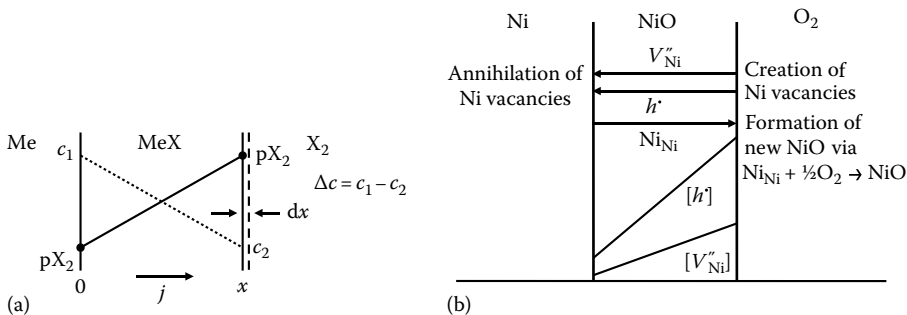 Me
MeX
X₂
c₁
pX₂
Δc = c₁ – c₂
dx
c₂
pX₂
0
j
x
(a)
Ni
NiO
O₂
V″Ni
Annihilation of
Ni vacancies
Creation of
Ni vacancies
h•
NiNi
Formation of
new NiO via
NiNi + ½O₂ → NiO
[h•]
[V″Ni]
(b)